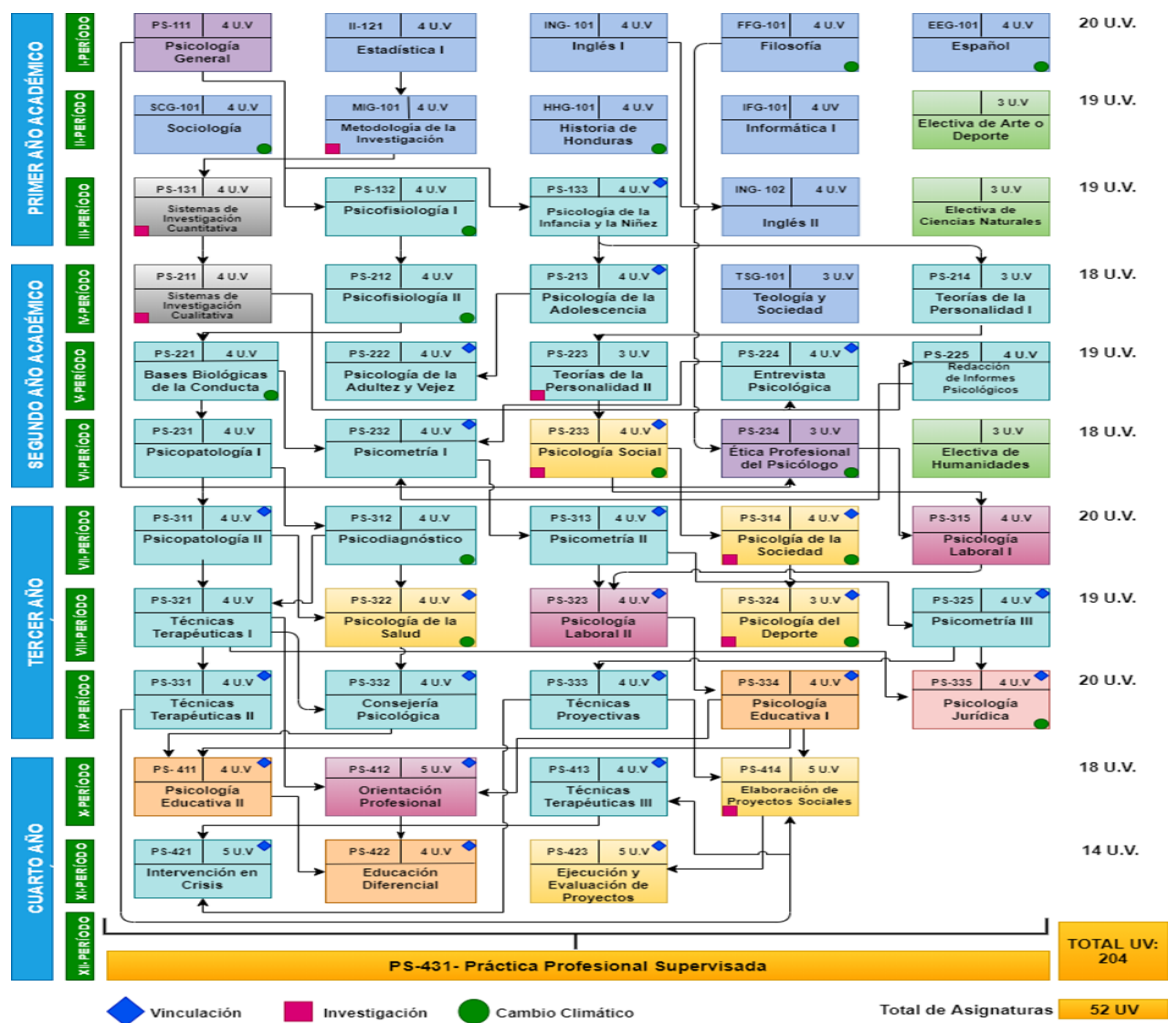 PRIMER AÑO ACADÉMICO
I-PERÍODO
PS-111 4 U.V
Psicología
General
II-121 4 U.V
Estadística I
ING- 101 4 U.V
Inglés I
FFG-101 4 U.V
Filosofía
EEG-101 4 U.V
Español
20 U.V.
II-PERÍODO
SCG-101 4 U.V
Sociología
MIG-101 4 U.V
Metodología de la
Investigación
HHG-101 4 U.V
Historia de
Honduras
IFG-101 4 UV
Informática I
3 U.V
Electiva de Arte o
Deporte
19 U.V.
III-PERÍODO
PS-131 4 U.V
Sistemas de
Investigación
Cuantitativa
PS-132 4 U.V
Psicofisiología I
PS-133 4 U.V
Psicología de la
Infancia y la Niñez
ING- 102 4 U.V
Inglés II
3 U.V
Electiva de
Ciencias Naturales
19 U.V.
SEGUNDO AÑO ACADÉMICO
IV-PERÍODO
PS-211 4 U.V
Sistemas de
Investigación
Cualitativa
PS-212 4 U.V
Psicofisiología II
PS-213 4 U.V
Psicología de la
Adolescencia
TSG-101 3 U.V
Teología y
Sociedad
PS-214 3 U.V
Teorías de la
Personalidad I
18 U.V.
V-PERÍODO
PS-221 4 U.V
Bases Biológicas
de la Conducta
PS-222 4 U.V
Psicología de la
Adultez y Vejez
PS-223 3 U.V
Teorías de la
Personalidad II
PS-224 4 U.V
Entrevista
Psicológica
PS-225 4 U.V
Redacción
de Informes
Psicológicos
19 U.V.
VI-PERÍODO
PS-231 4 U.V
Psicopatología I
PS-232 4 U.V
Psicometría I
PS-233 4 U.V
Psicología Social
PS-234 3 U.V
Ética Profesional
del Psicólogo
3 U.V
Electiva de
Humanidades
18 U.V.
TERCER AÑO
VII-PERÍODO
PS-311 4 U.V
Psicopatología II
PS-312 4 U.V
Psicodiagnóstico
PS-313 4 U.V
Psicometría II
PS-314 4 U.V
Psicolgía de la
Sociedad
PS-315 4 U.V
Psicología
Laboral I
20 U.V.
VIII-PERÍODO
PS-321 4 U.V
Técnicas
Terapéuticas I
PS-322 4 U.V
Psicología de la
Salud
PS-323 4 U.V
Psicología
Laboral II
PS-324 3 U.V
Psicología del
Deporte
PS-325 4 U.V
Psicometría III
19 U.V.
IX-PERÍODO
PS-331 4 U.V
Técnicas
Terapéuticas II
PS-332 4 U.V
Consejería
Psicológica
PS-333 4 U.V
Técnicas
Proyectivas
PS-334 4 U.V
Psicología
Educativa I
PS-335 4 U.V
Psicología
Jurídica
20 U.V.
CUARTO AÑO
X-PERÍODO
PS- 411 4 U.V
Psicología
Educativa II
PS-412 5 U.V
Orientación
Profesional
PS-413 4 U.V
Técnicas
Terapéuticas III
PS-414 5 U.V
Elaboración de
Proyectos Sociales
18 U.V.
XI-PERÍODO
PS-421 5 U.V
Intervención en
Crisis
PS-422 4 U.V
Educación
Diferencial
PS-423 5 U.V
Ejecución y
Evaluación de
Proyectos
14 U.V.
XII-PERÍODO
PS-431- Práctica Profesional Supervisada
TOTAL UV:
204
Vinculación
Investigación
Cambio Climático
Total de Asignaturas 52 UV